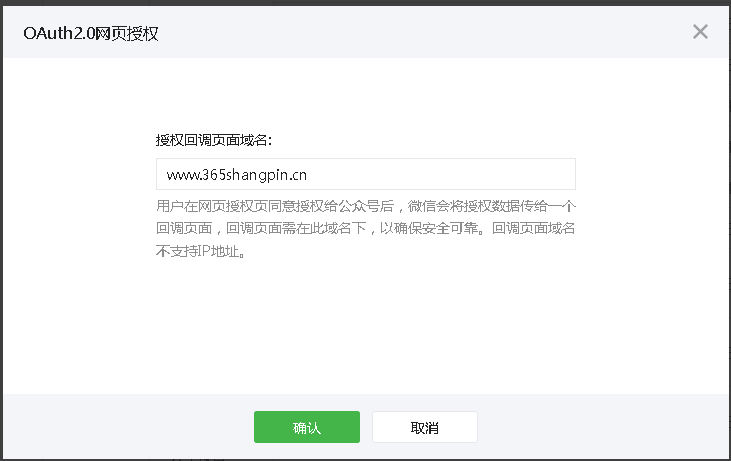 OAuth2.0网页授权
授权回调页面域名:
www.365shangpin.cn
用户在网页授权页同意授权给公众号后，微信会将授权数据传给一个
回调页面，回调页面需在此域名下，以确保安全可靠。回调页面域名
不支持IP地址。
确认
取消